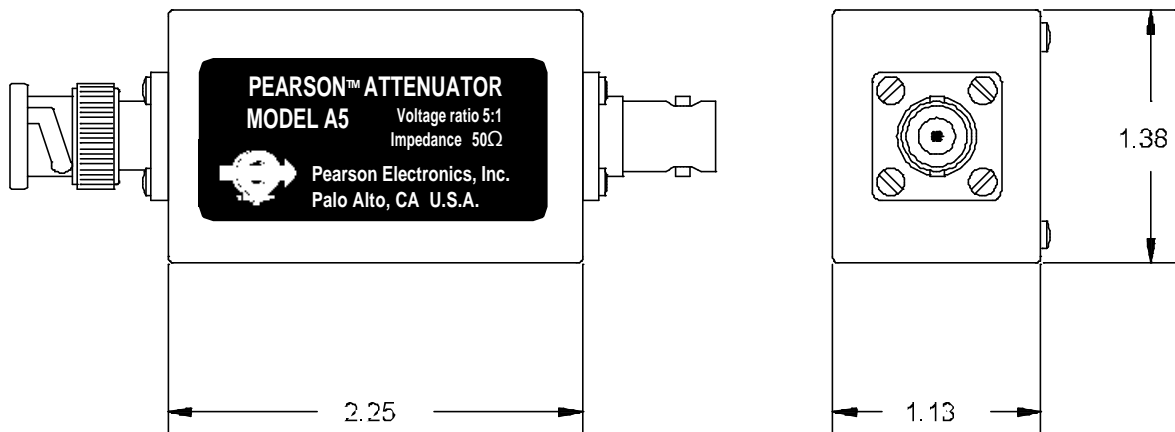 PEARSON™ ATTENUATOR
MODEL A5
Voltage ratio 5:1
Impedance 50Ω
Pearson Electronics, Inc.
Palo Alto, CA U.S.A.
1.38
2.25
1.13